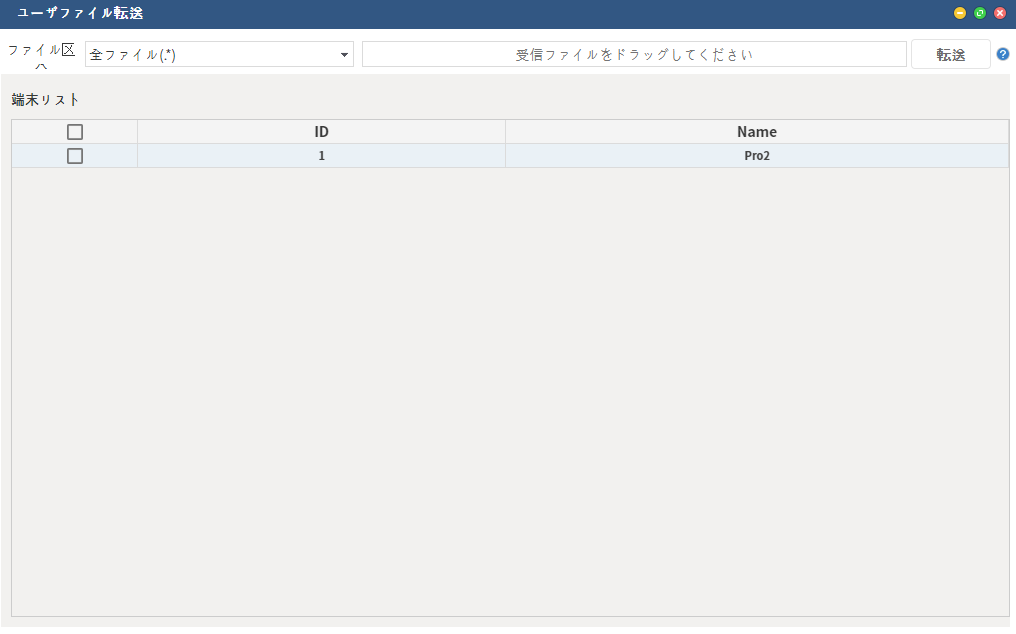 ユーザファイル転送
ファイル区
全ファイル(.*)
受信ファイルをドラッグしてください
転送
?
端末リスト
ID
Name
1
Pro2